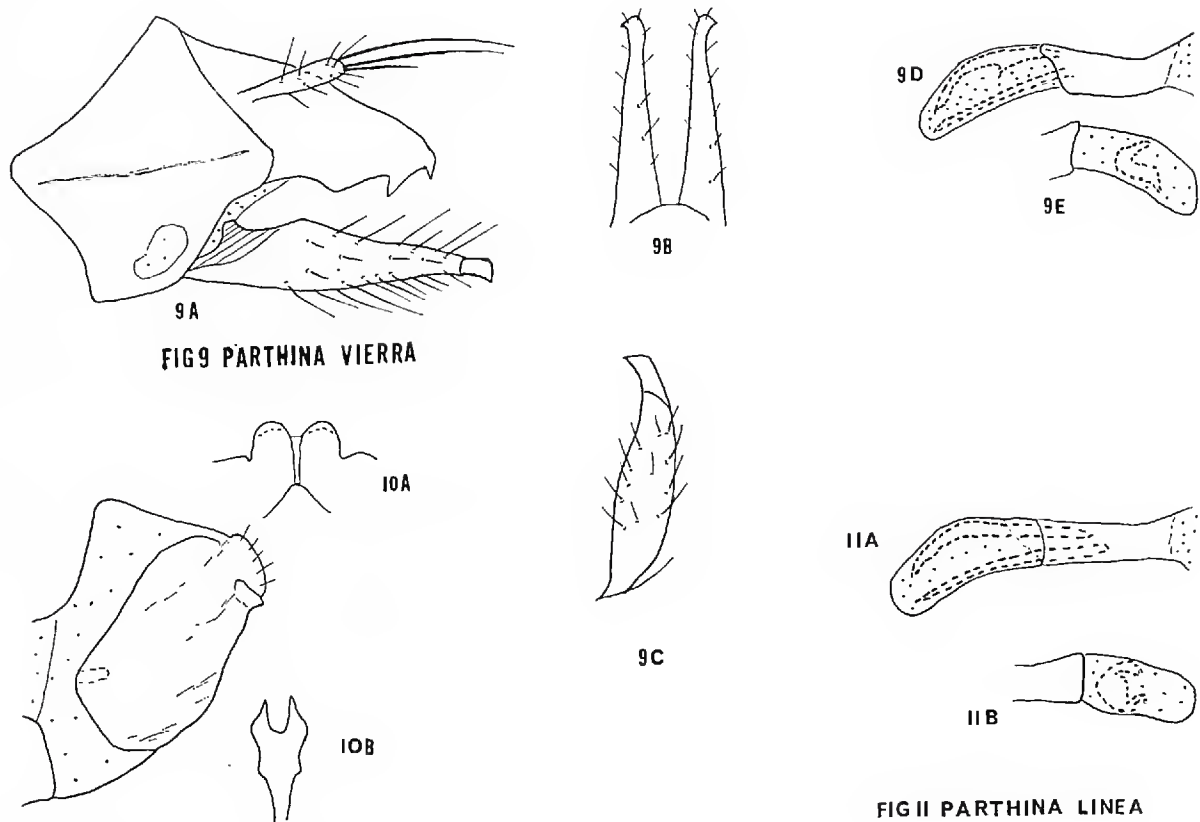 9A
FIG 9 PARTHINA VIERRA
9B
9D
9E
10A
10B
9C
11A
11B
FIG 11 PARTHINA LINEA